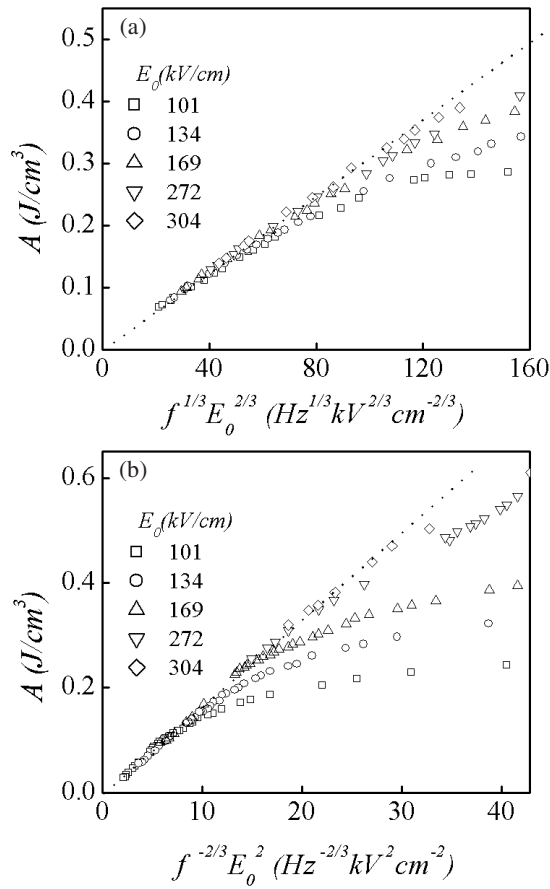 (a)
E₀(kV/cm)
101
134
169
272
304
0.5
0.4
0.3
0.2
0.1
0.0
A (J/cm³)
0 40 80 120 160
f^{1/3}E₀^{2/3} (Hz^{1/3}kV^{2/3}cm^{-2/3})
(b)
E₀(kV/cm)
101
134
169
272
304
0.6
0.4
0.2
0.0
A (J/cm³)
0 10 20 30 40
f^{-2/3}E₀² (Hz^{-2/3}kV²cm^{-2})